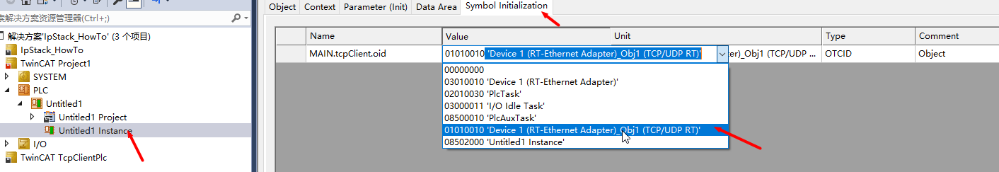 Object Context Parameter (Init) Data Area Symbol Initialization
索解决方案资源管理器(Ctrl+;)
解决方案'IpStack_HowTo' (3 个项目)
IpStack_HowTo
TwinCAT Project1
SYSTEM
PLC
Untitled1
Untitled1 Project
Untitled1 Instance
I/O
TwinCAT TcpClientPlc
Name Value Unit Type Comment
MAIN.tcpClient.oid 01010010 'Device 1 (RT-Ethernet Adapter)_Obj1 (TCP/UDP RT)' ter)_Obj1 (TCP/UDP ... OTCID Object
00000000
03010010 'Device 1 (RT-Ethernet Adapter)'
02010030 'PlcTask'
03000011 'I/O Idle Task'
08500010 'PlcAuxTask'
01010010 'Device 1 (RT-Ethernet Adapter)_Obj1 (TCP/UDP RT)'
08502000 'Untitled1 Instance'